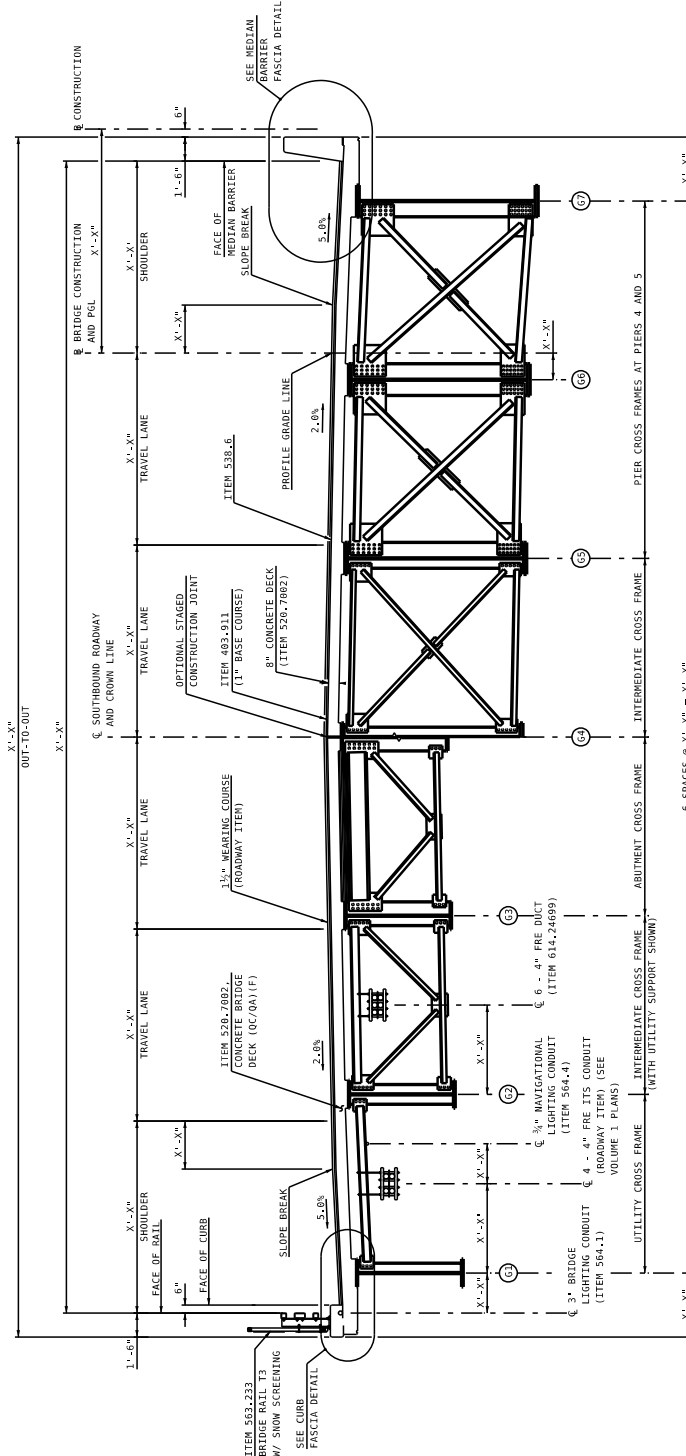 X'-X"
OUT-TO-OUT
X'-X"
1'-6"
6"
FACE OF RAIL
FACE OF CURB
X'-X"
SHOULDER
X'-X"
X'-X"
TRAVEL LANE
X'-X"
TRAVEL LANE
℄ SOUTHBOUND ROADWAY
AND CROWN LINE
X'-X"
TRAVEL LANE
X'-X"
TRAVEL LANE
B BRIDGE CONSTRUCTION
AND PGL
X'-X"
X'-X'
SHOULDER
X'-X"
B CONSTRUCTION
1'-6"
6"
ITEM 563.233
BRIDGE RAIL T3
W/ SNOW SCREENING
SEE CURB
FASCIA DETAIL
SLOPE BREAK
5.0%
ITEM 520.7002,
CONCRETE BRIDGE
DECK (QC/QA)(F)
2.0%
1½" WEARING COURSE
(ROADWAY ITEM)
OPTIONAL STAGED
CONSTRUCTION JOINT
ITEM 403.911
(1" BASE COURSE)
8" CONCRETE DECK
(ITEM 520.7002)
ITEM 538.6
PROFILE GRADE LINE
2.0%
FACE OF
MEDIAN BARRIER
SLOPE BREAK
5.0%
SEE MEDIAN
BARRIER
FASCIA DETAIL
G1
G2
G3
G4
G5
G6
G7
X'-X"
X'-X'
X'-X"
X'-X"
X'-X"
℄ 3" BRIDGE
LIGHTING CONDUIT
(ITEM 564.1)
℄ ¾" NAVIGATIONAL
LIGHTING CONDUIT
(ITEM 564.4)
℄ 4 - 4" FRE ITS CONDUIT
(ROADWAY ITEM) (SEE
VOLUME 1 PLANS)
℄ 6 - 4" FRE DUCT
(ITEM 614.24699)
UTILITY CROSS FRAME
INTERMEDIATE CROSS FRAME
(WITH UTILITY SUPPORT SHOWN)
ABUTMENT CROSS FRAME
INTERMEDIATE CROSS FRAME
PIER CROSS FRAMES AT PIERS 4 AND 5
X'-X"
6 SPACES @ X'-X" = X'-X"
X'-X"